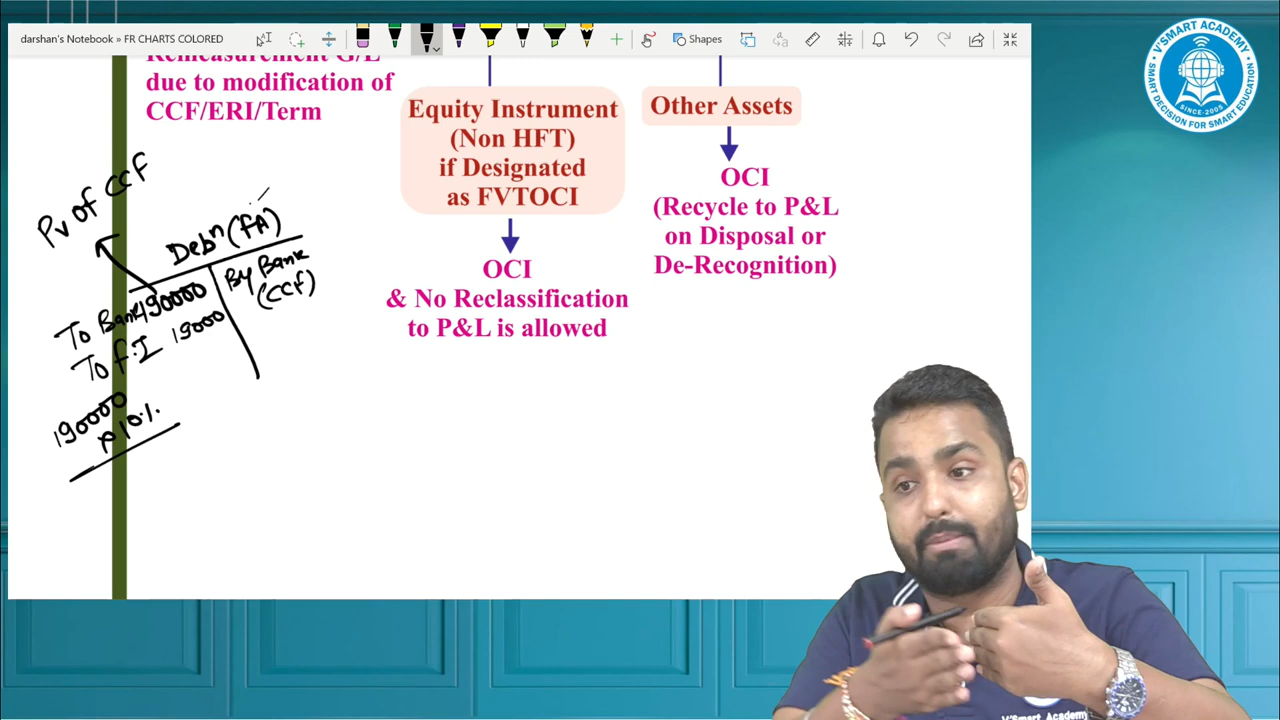 darshan's Notebook » FR CHARTS COLORED
Shapes
Remeasurement G/L
due to modification of
CCF/ERI/Term
Equity Instrument
(Non HFT)
if Designated
as FVTOCI
OCI
& No Reclassification
to P&L is allowed
Other Assets
OCI
(Recycle to P&L
on Disposal or
De-Recognition)
PV of CCF
Debⁿ (FA)
To Bank 190000
To F.I 19000
By Bank
(CCF)
190000
10%
V'SMART ACADEMY
SINCE-2005
SMART DECISION FOR SMART EDUCATION
V'Smart Academy